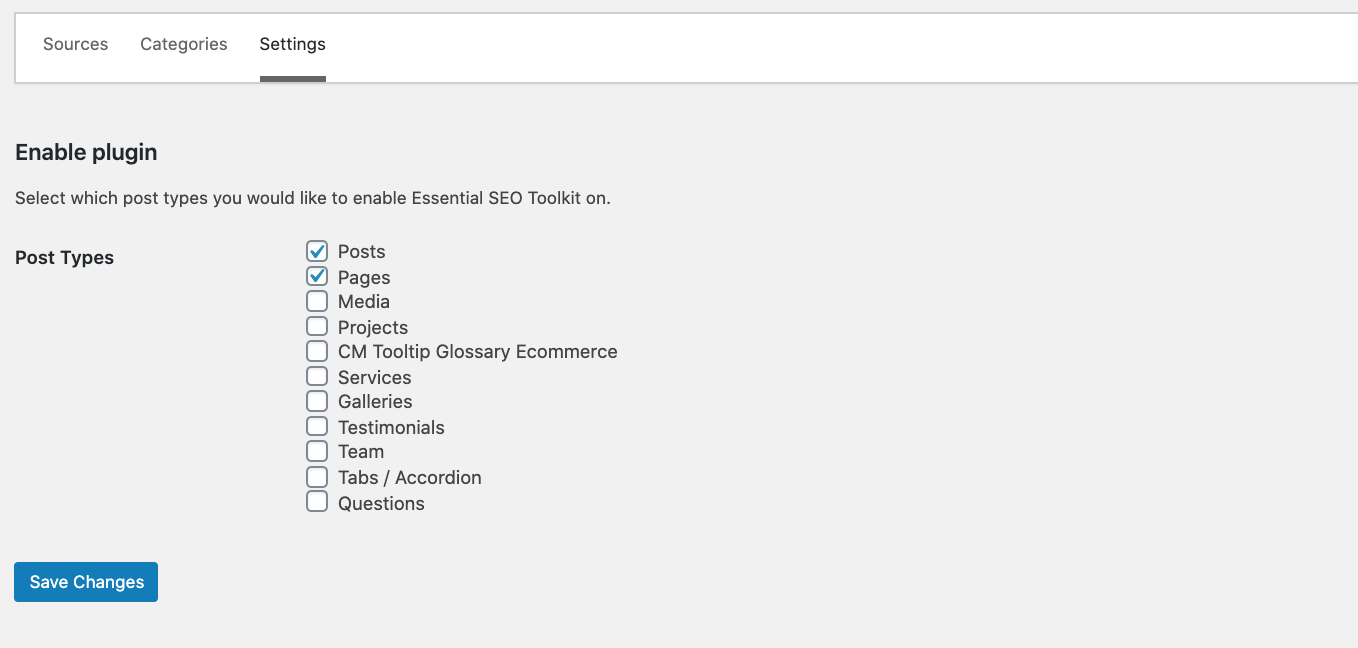 Sources Categories Settings
Enable plugin
Select which post types you would like to enable Essential SEO Toolkit on.
Post Types
Posts
Pages
Media
Projects
CM Tooltip Glossary Ecommerce
Services
Galleries
Testimonials
Team
Tabs / Accordion
Questions
Save Changes